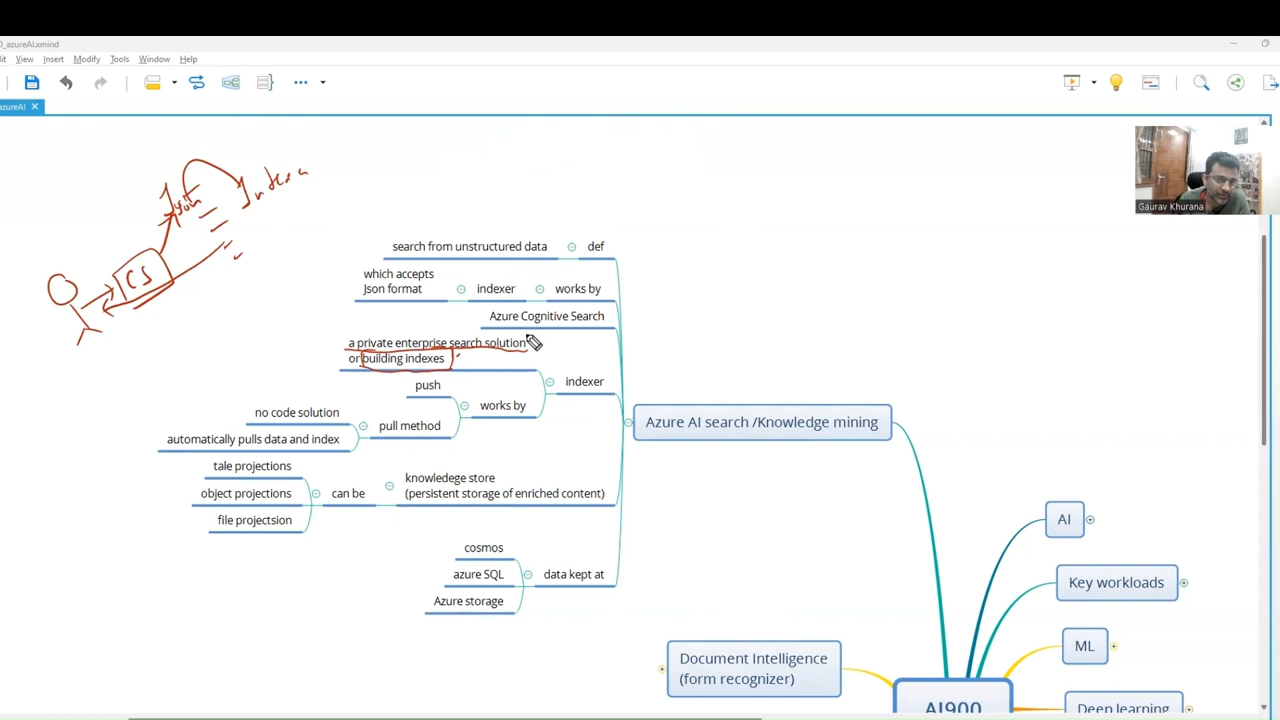 0_azureAI.xmind
it View Insert Modify Tools Window Help
azureAI
Gaurav Khurana
Json
Indexer
CS
search from unstructured data
def
which accepts
Json format
indexer
works by
Azure Cognitive Search
a private enterprise search solution
or building indexes
indexer
push
works by
no code solution
pull method
automatically pulls data and index
tale projections
object projections
file projectsion
can be
knowledege store
(persistent storage of enriched content)
cosmos
azure SQL
Azure storage
data kept at
Azure AI search /Knowledge mining
AI
Key workloads
ML
Deep learning
Document Intelligence
(form recognizer)
AI900